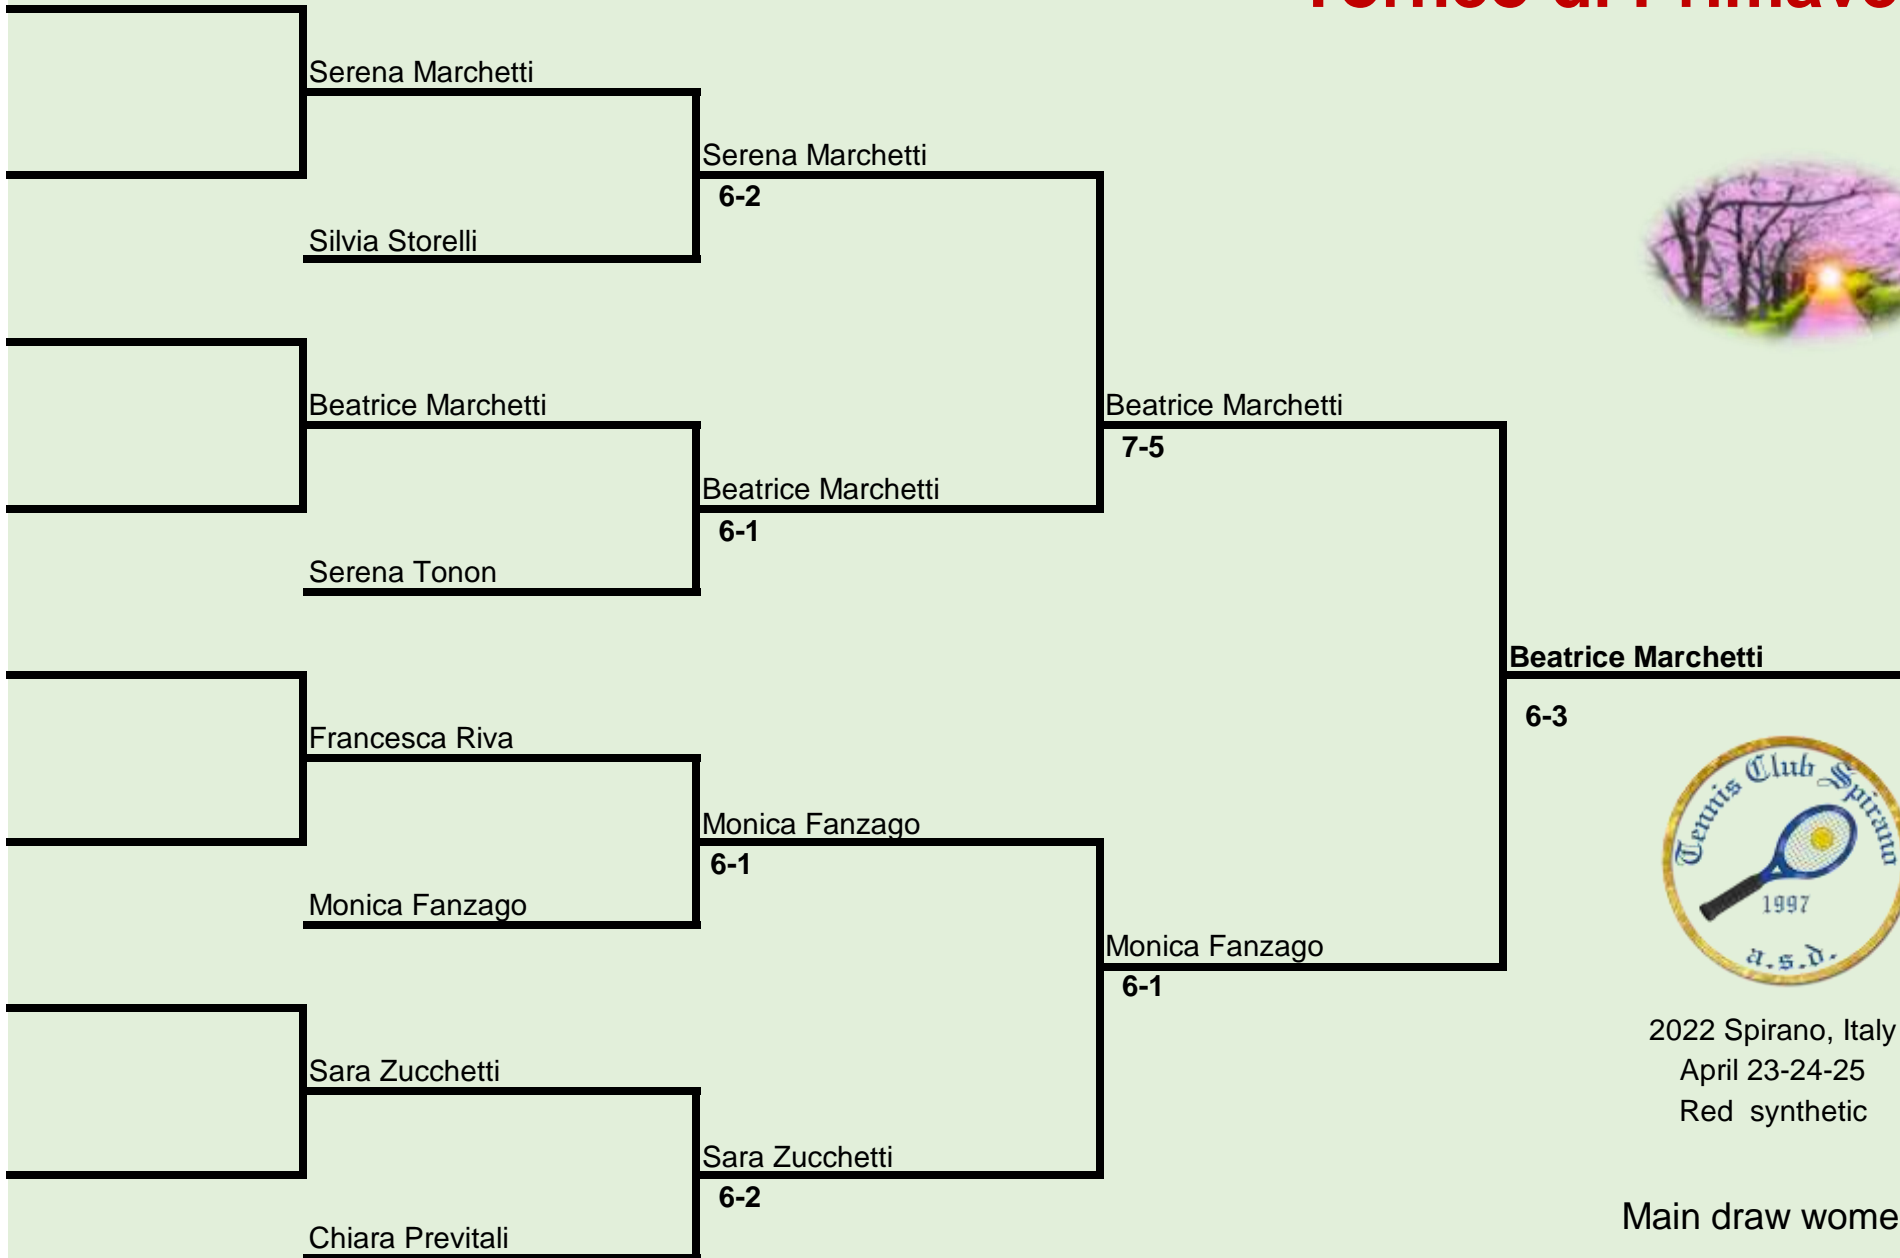 Serena Marchetti
Serena Marchetti
6-2
Silvia Storelli
Beatrice Marchetti
Beatrice Marchetti
7-5
Beatrice Marchetti
6-1
Serena Tonon
Beatrice Marchetti
6-3
Francesca Riva
Monica Fanzago
6-1
Monica Fanzago
Monica Fanzago
6-1
Tennis Club Spirano
1997
a.s.d.
2022 Spirano, Italy
April 23-24-25
Red  synthetic
Sara Zucchetti
Sara Zucchetti
6-2
Chiara Previtali
Main draw wome